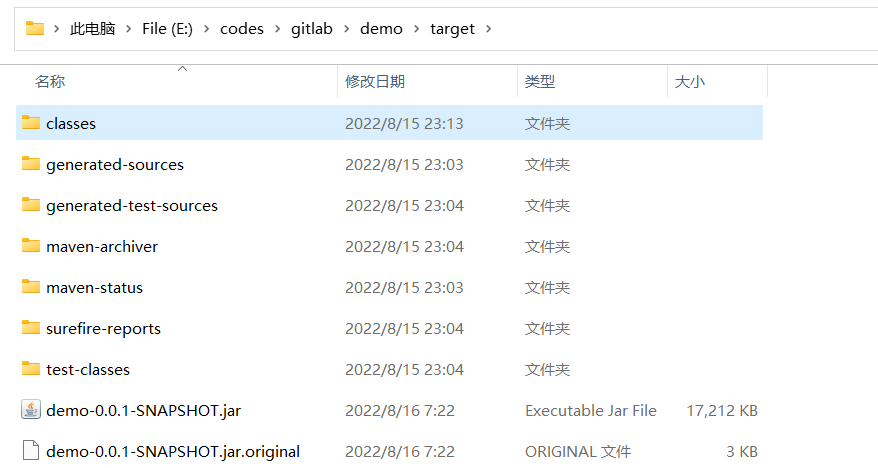 此电脑 > File (E:) > codes > gitlab > demo > target >
名称 修改日期 类型 大小
classes 2022/8/15 23:13 文件夹
generated-sources 2022/8/15 23:03 文件夹
generated-test-sources 2022/8/15 23:04 文件夹
maven-archiver 2022/8/15 23:04 文件夹
maven-status 2022/8/15 23:03 文件夹
surefire-reports 2022/8/15 23:04 文件夹
test-classes 2022/8/15 23:04 文件夹
demo-0.0.1-SNAPSHOT.jar 2022/8/16 7:22 Executable Jar File 17,212 KB
demo-0.0.1-SNAPSHOT.jar.original 2022/8/16 7:22 ORIGINAL 文件 3 KB